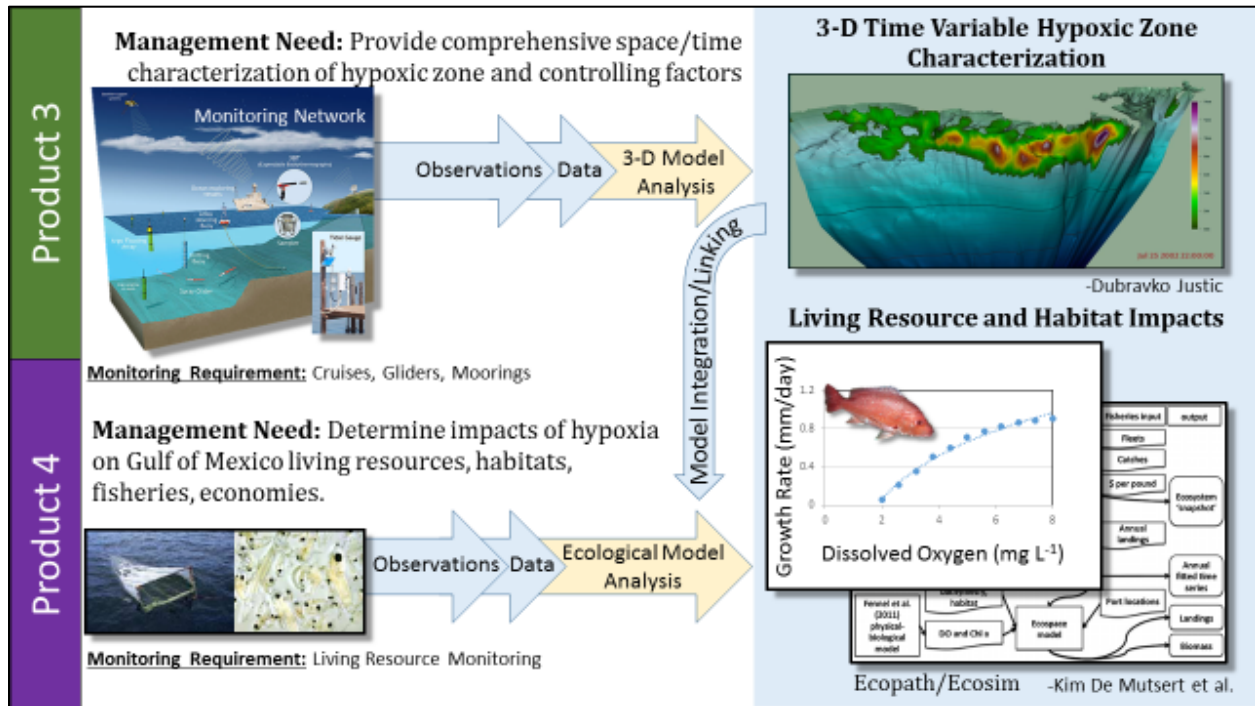 Product 3
Management Need: Provide comprehensive space/time
characterization of hypoxic zone and controlling factors
Monitoring Network
Tidal Gauge
Observations
Data
3-D Model
Analysis
Monitoring Requirement: Cruises, Gliders, Moorings
3-D Time Variable Hypoxic Zone
Characterization
-Dubravko Justic
Model Integration/Linking
Product 4
Management Need: Determine impacts of hypoxia
on Gulf of Mexico living resources, habitats,
fisheries, economies.
Observations
Data
Ecological Model
Analysis
Monitoring Requirement: Living Resource Monitoring
Living Resource and Habitat Impacts
Growth Rate (mm/day)
1.2
0.8
0.4
0
0
2
4
6
8
Dissolved Oxygen (mg L-1)
Fisheries input
output
Fleets
Catches
$ per pound
Ecosystem
'snapshot'
Annual
landings
Annual
fitted time
series
Port locations
Landings
Biomass
habitat
Fennel et al.
(2011)
physical-
biological
model
DO and Chl a
Ecospace
model
Ecopath/Ecosim
-Kim De Mutsert et al.